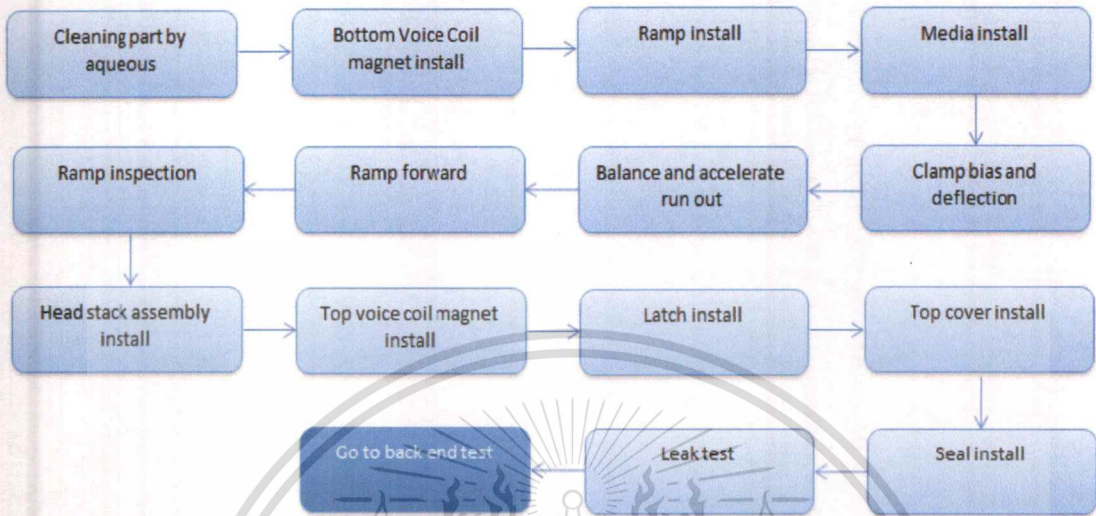 Cleaning part by
aqueous
Bottom Voice Coil
magnet install
Ramp install
Media install
Clamp bias and
deflection
Balance and accelerate
run out
Ramp forward
Ramp inspection
Head stack assembly
install
Top voice coil magnet
install
Latch install
Top cover install
Seal install
Leak test
Go to back end test